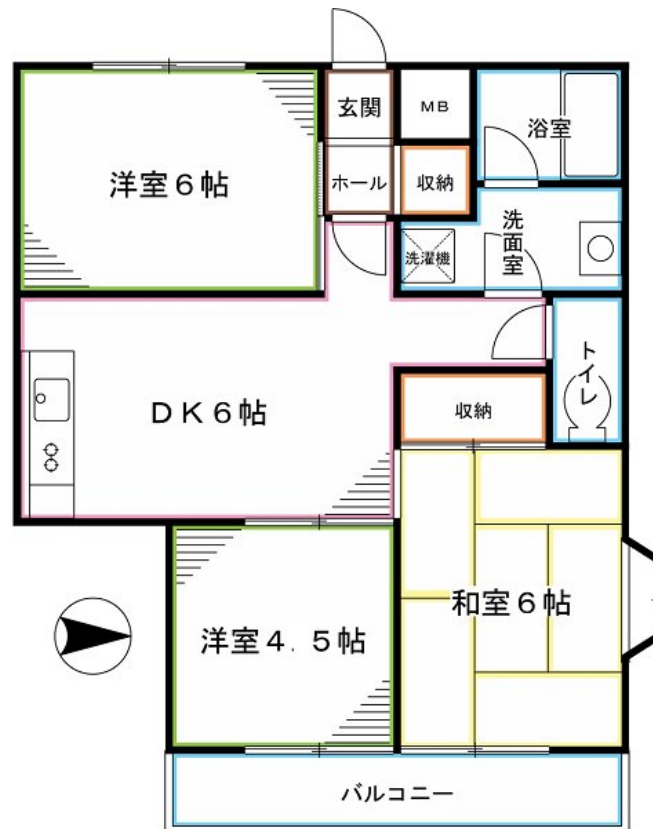 玄関
MB
浴室
洋室6帖
ホール
収納
洗面室
洗濯機
トイレ
DK6帖
収納
和室6帖
洋室4.5帖
バルコニー